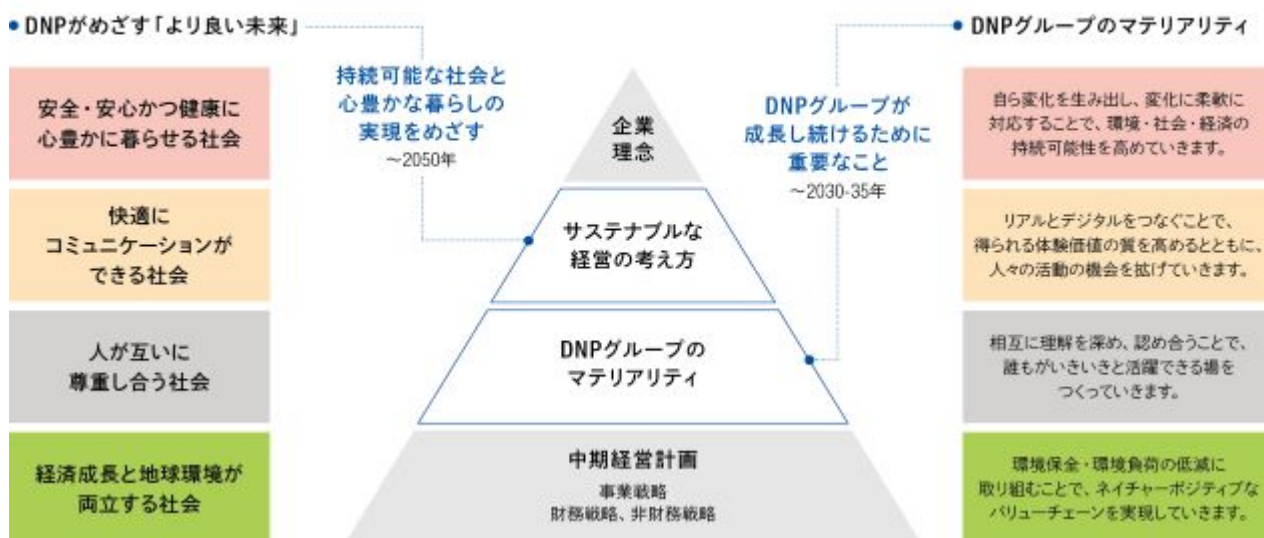 DNPがめざす「より良い未来」
安全・安心かつ健康に
心豊かに暮らせる社会
快適に
コミュニケーションが
できる社会
人が互いに
尊重し合う社会
経済成長と地球環境が
両立する社会
持続可能な社会と
心豊かな暮らしの
実現をめざす
〜2050年
企業
理念
サステナブルな
経営の考え方
DNPグループの
マテリアリティ
中期経営計画
事業戦略
財務戦略、非財務戦略
DNPグループが
成長し続けるために
重要なこと
〜2030-35年
DNPグループのマテリアリティ
自ら変化を生み出し、変化に柔軟に
対応することで、環境・社会・経済の
持続可能性を高めていきます。
リアルとデジタルをつなぐことで、
得られる体験価値の質を高めるとともに、
人々の活動の機会を拡げていきます。
相互に理解を深め、認め合うことで、
誰もがいきいきと活躍できる場を
つくっていきます。
環境保全・環境負荷の低減に
取り組むことで、ネイチャーポジティブな
バリューチェーンを実現していきます。